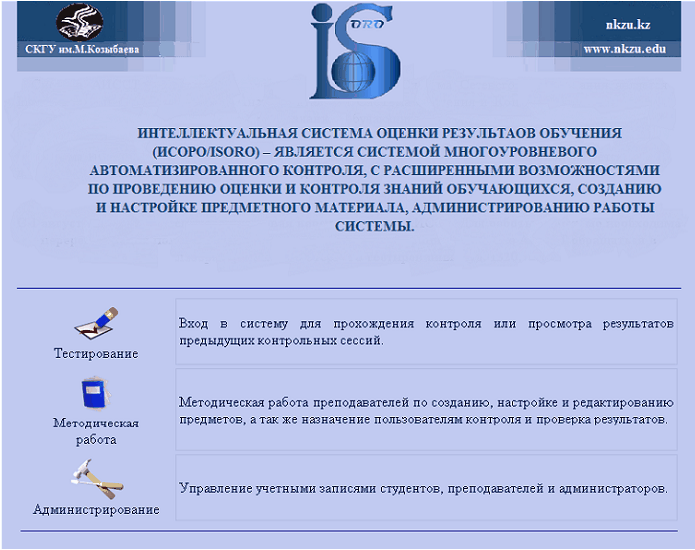 СКГУ им.М.Козыбаева
iS
ORO
nkzu.kz
www.nkzu.edu
ИНТЕЛЛЕКТУАЛЬНАЯ СИСТЕМА ОЦЕНКИ РЕЗУЛЬТАОВ ОБУЧЕНИЯ
(ИСОРО/ISORO) – ЯВЛЯЕТСЯ СИСТЕМОЙ МНОГОУРОВНЕВОГО
АВТОМАТИЗИРОВАННОГО КОНТРОЛЯ, С РАСШИРЕННЫМИ ВОЗМОЖНОСТЯМИ
ПО ПРОВЕДЕНИЮ ОЦЕНКИ И КОНТРОЛЯ ЗНАНИЙ ОБУЧАЮЩИХСЯ, СОЗДАНИЮ
И НАСТРОЙКЕ ПРЕДМЕТНОГО МАТЕРИАЛА, АДМИНИСТРИРОВАНИЮ РАБОТЫ
СИСТЕМЫ.
Тестирование
Вход в систему для прохождения контроля или просмотра результатов
предыдущих контрольных сессий.
Методическая
работа
Методическая работа преподавателей по созданию, настройке и редактированию
предметов, а так же назначение пользователям контроля и проверка результатов.
Администрирование
Управление учетными записями студентов, преподавателей и администраторов.